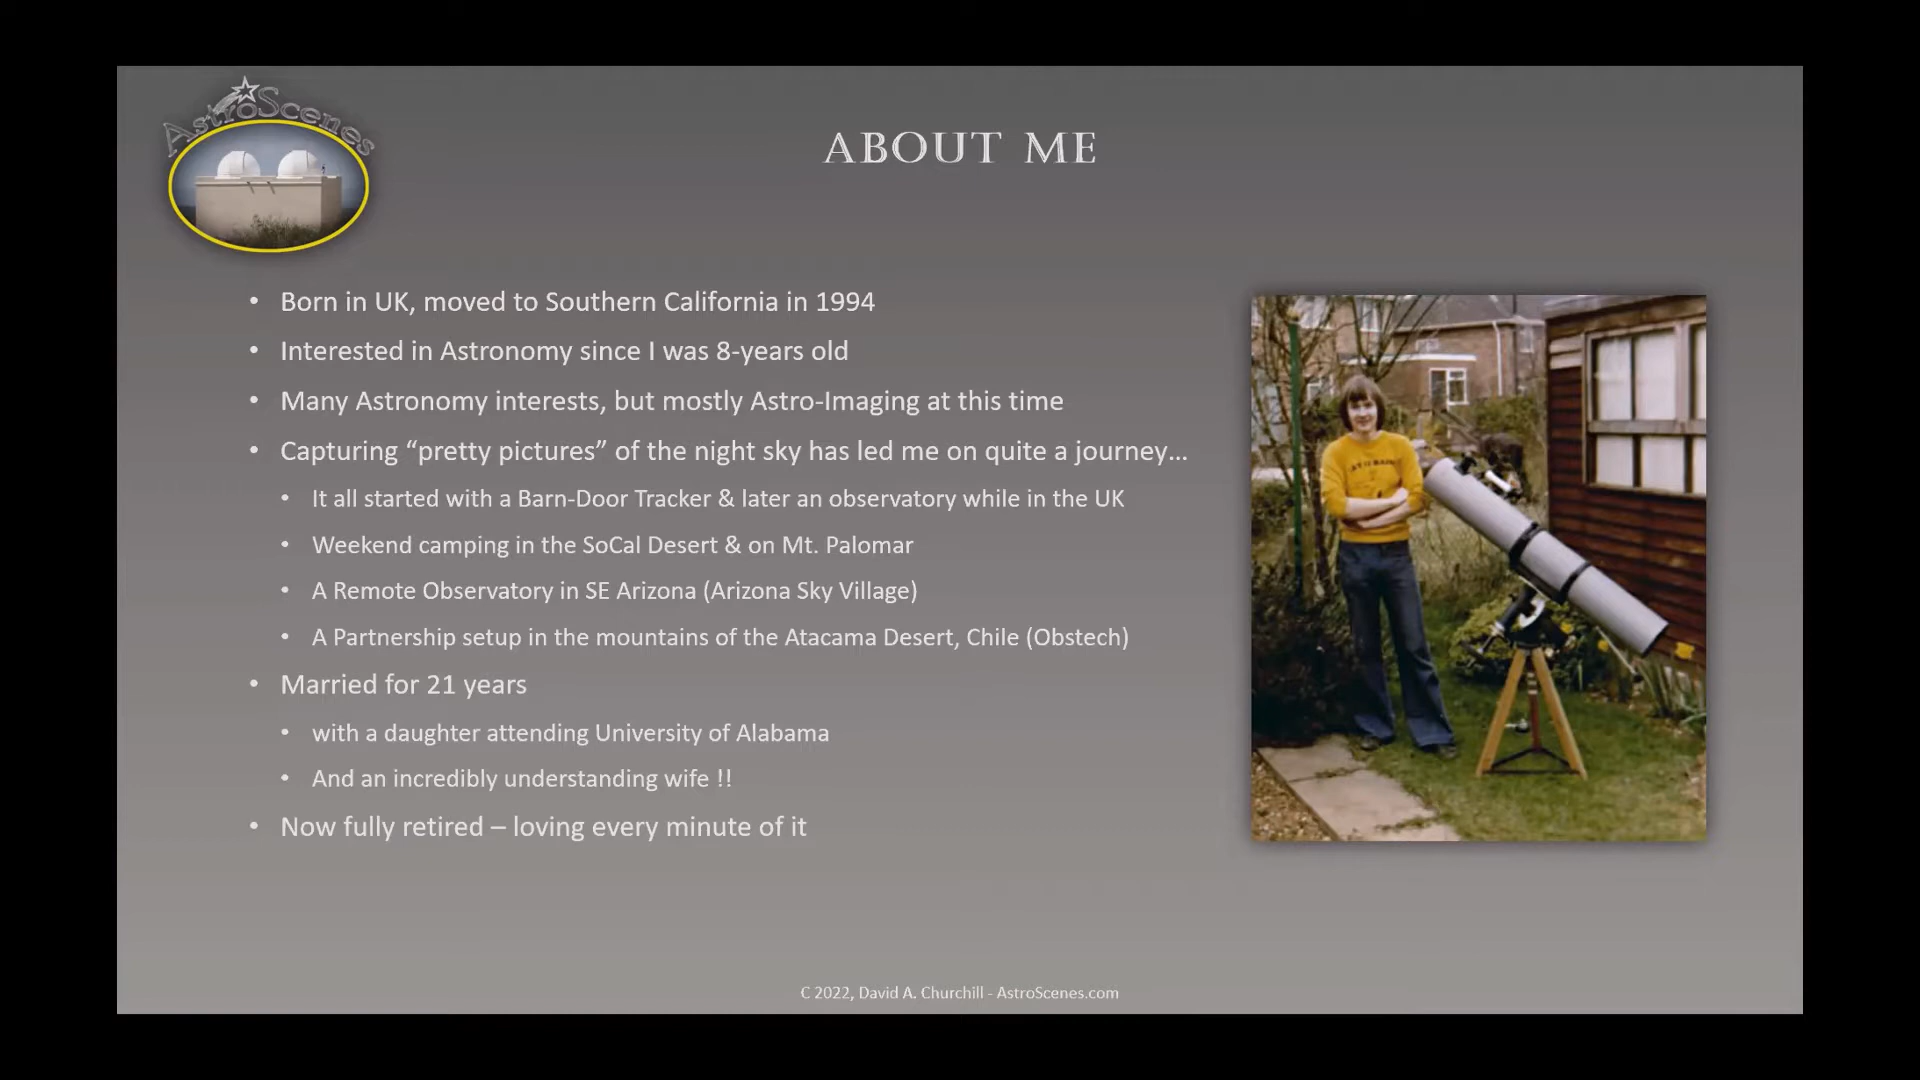 AstroScenes
ABOUT ME
• Born in UK, moved to Southern California in 1994
• Interested in Astronomy since I was 8-years old
• Many Astronomy interests, but mostly Astro-Imaging at this time
• Capturing “pretty pictures” of the night sky has led me on quite a journey…
• It all started with a Barn-Door Tracker & later an observatory while in the UK
• Weekend camping in the SoCal Desert & on Mt. Palomar
• A Remote Observatory in SE Arizona (Arizona Sky Village)
• A Partnership setup in the mountains of the Atacama Desert, Chile (Obstech)
• Married for 21 years
• with a daughter attending University of Alabama
• And an incredibly understanding wife !!
• Now fully retired – loving every minute of it
C 2022, David A. Churchill - AstroScenes.com